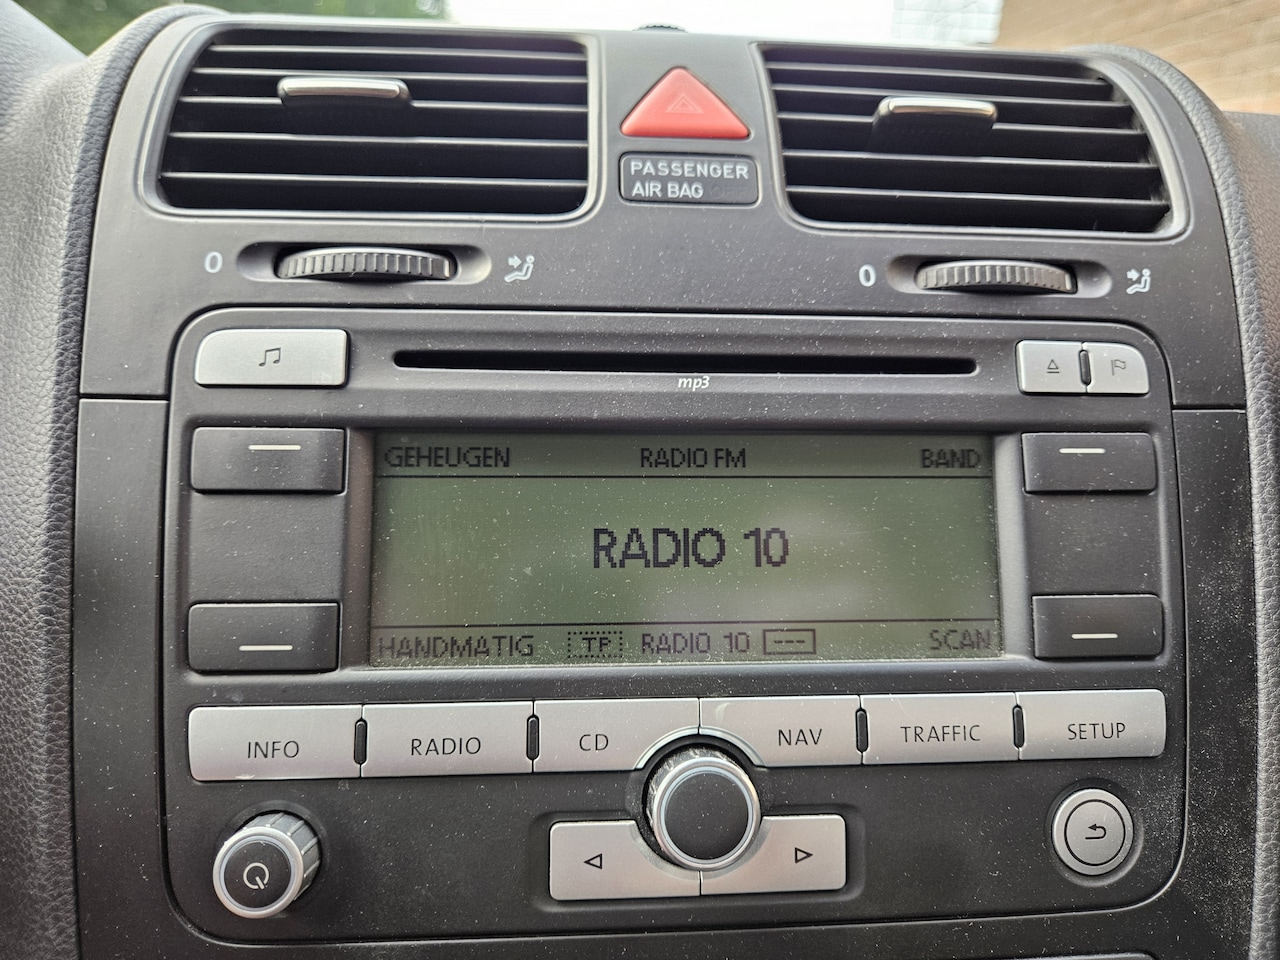 PASSENGER
AIR BAG OFF
0
0
mp3
GEHEUGEN RADIO FM BAND
RADIO 10
HANDMATIG TP RADIO 10 --- SCAN
INFO RADIO CD NAV TRAFFIC SETUP